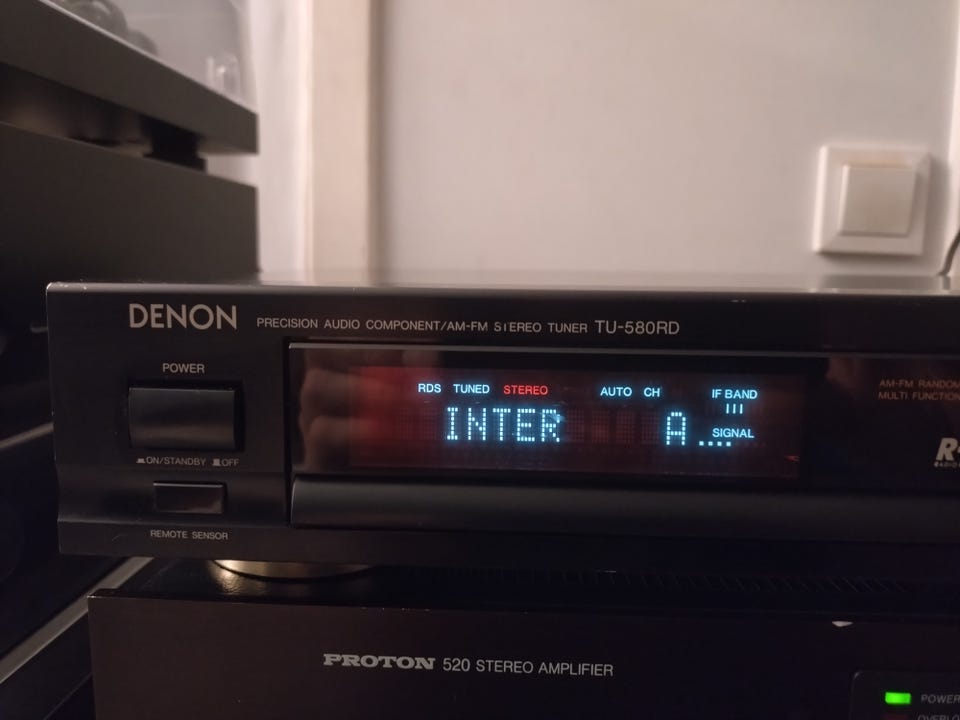 DENON PRECISION AUDIO COMPONENT/AM-FM STEREO TUNER TU-580RD
POWER
RDS TUNED STEREO AUTO CH IF BAND
AM-FM RANDOM
MULTI FUNCTION
INTER A SIGNAL
ON/STANDBY OFF
REMOTE SENSOR
PROTON 520 STEREO AMPLIFIER
POWER